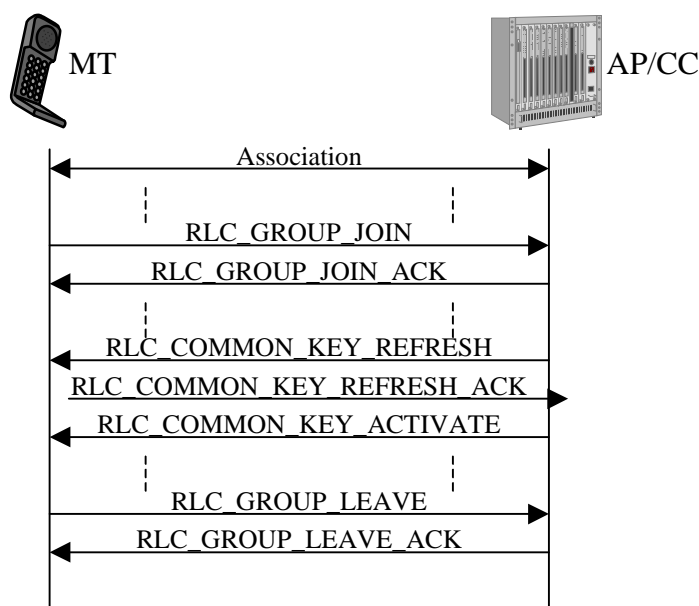 MT
AP/CC
Association
RLC_GROUP_JOIN
RLC_GROUP_JOIN_ACK
RLC_COMMON_KEY_REFRESH
RLC_COMMON_KEY_REFRESH_ACK
RLC_COMMON_KEY_ACTIVATE
RLC_GROUP_LEAVE
RLC_GROUP_LEAVE_ACK